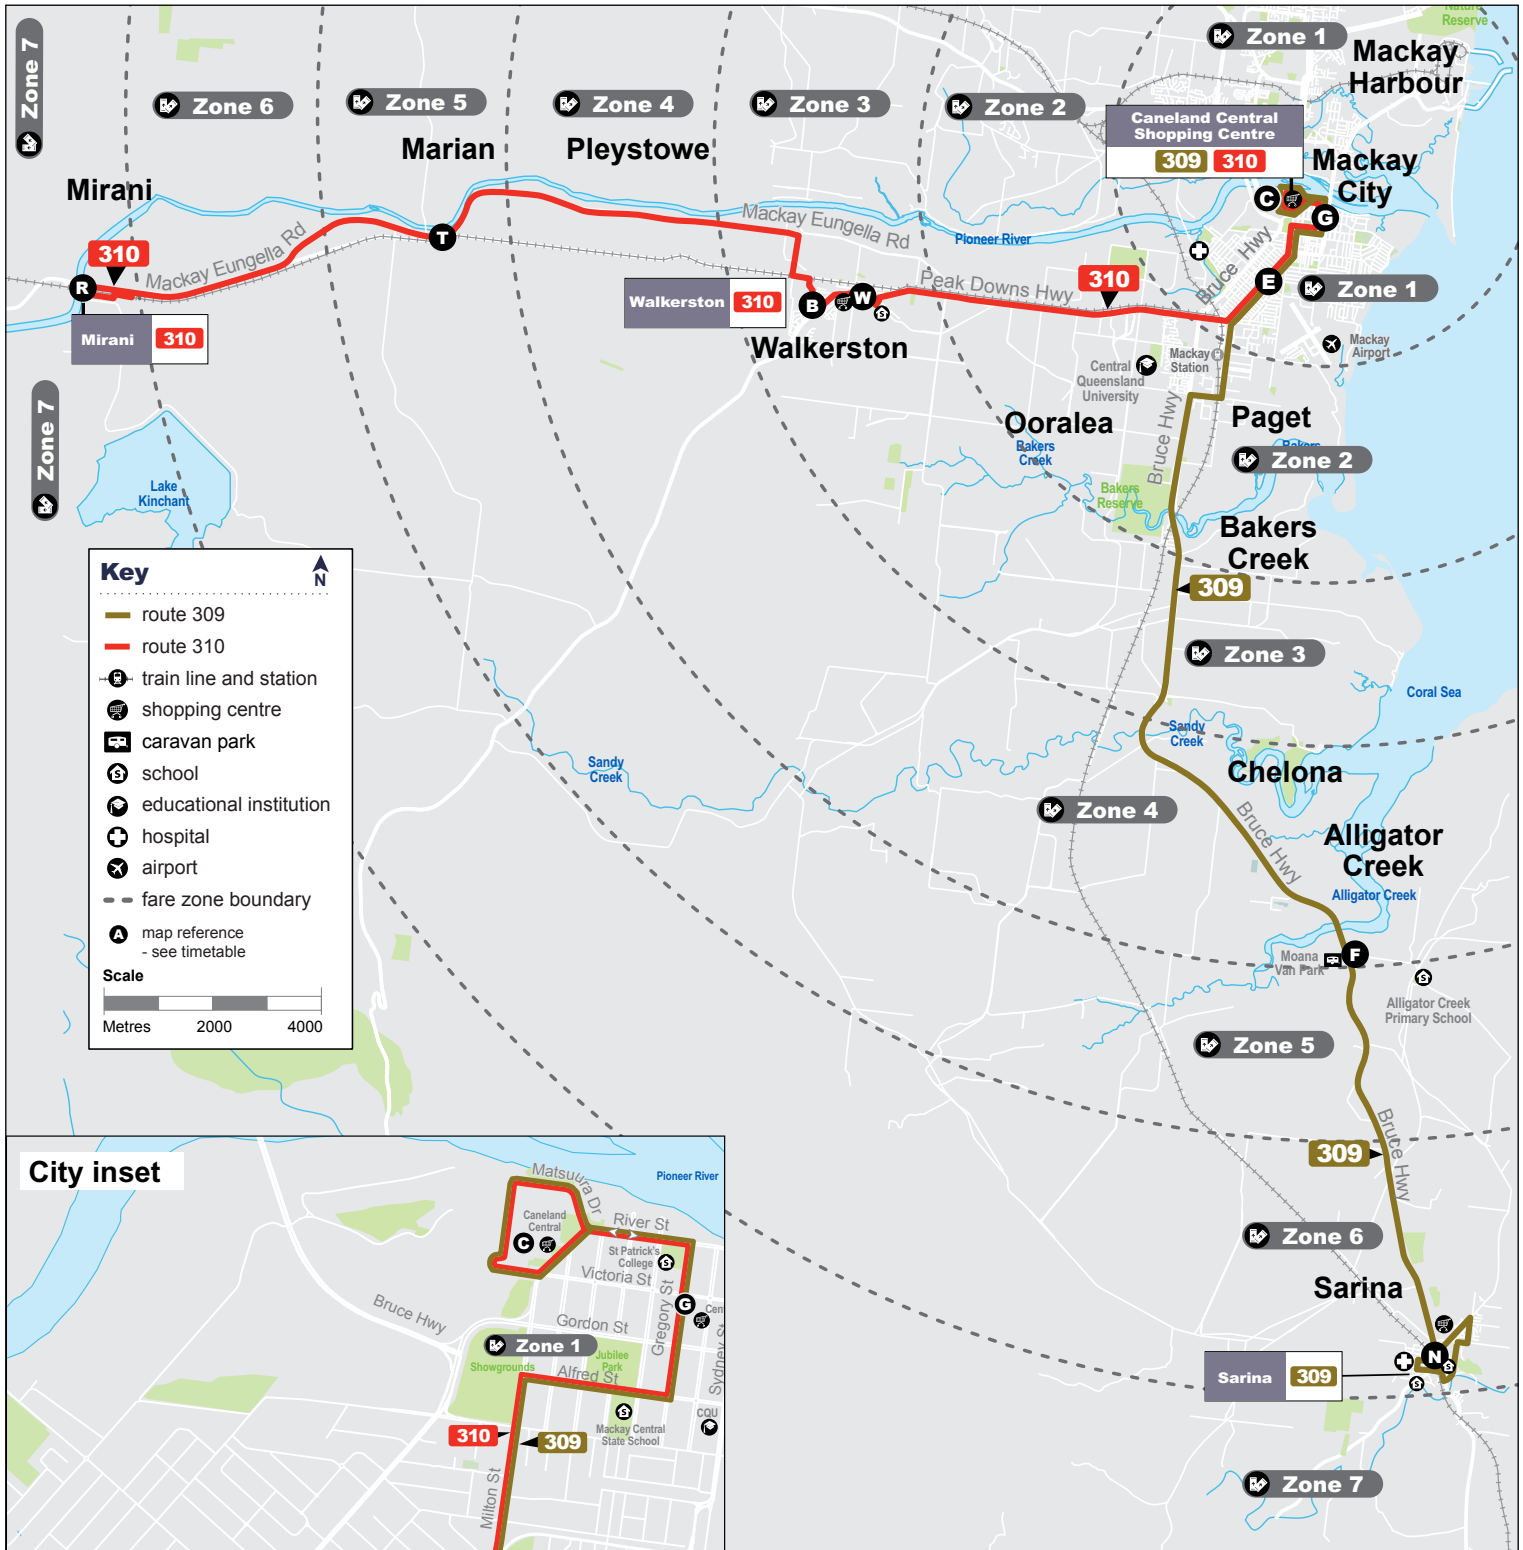 Zone 7
Zone 6
Zone 5
Zone 4
Zone 3
Zone 2
Zone 1
Nature
Reserve
Mackay
Harbour
Caneland Central
Shopping Centre
309 310
Mackay
City
Marian
Pleystowe
Mirani
310
Mackay Eungella Rd
T
R
Mirani 310
Mackay Eungella Rd
Pioneer River
C
G
Bruce Hwy
E
Zone 1
Peak Downs Hwy
310
Walkerston 310
B
W
Walkerston
Mackay
Station
Mackay
Airport
Central
Queensland
University
Bruce Hwy
Ooralea
Bakers
Creek
Paget
Bakers
Zone 2
Bakers
Reserve
Bakers
Creek
309
Zone 7
Lake
Kinchant
Zone 3
Coral Sea
Sandy
Creek
Sandy
Creek
Chelona
Zone 4
Bruce Hwy
Alligator
Creek
Alligator Creek
Moana
Van Park
F
Alligator Creek
Primary School
Zone 5
309
Bruce Hwy
Zone 6
Sarina
N
Sarina 309
Zone 7
Key
N
route 309
route 310
train line and station
shopping centre
caravan park
school
educational institution
hospital
airport
fare zone boundary
A
map reference
- see timetable
Scale
Metres 2000 4000
City inset
Pioneer River
Matsuura Dr
River St
Caneland
Central
C
St Patrick's
College
Victoria St
Gregory St
G
Cen
Bruce Hwy
Gordon St
Zone 1
Showgrounds
Jubilee
Park
Alfred St
Sydney St
Mackay Central
State School
CQU
310
309
Milton St